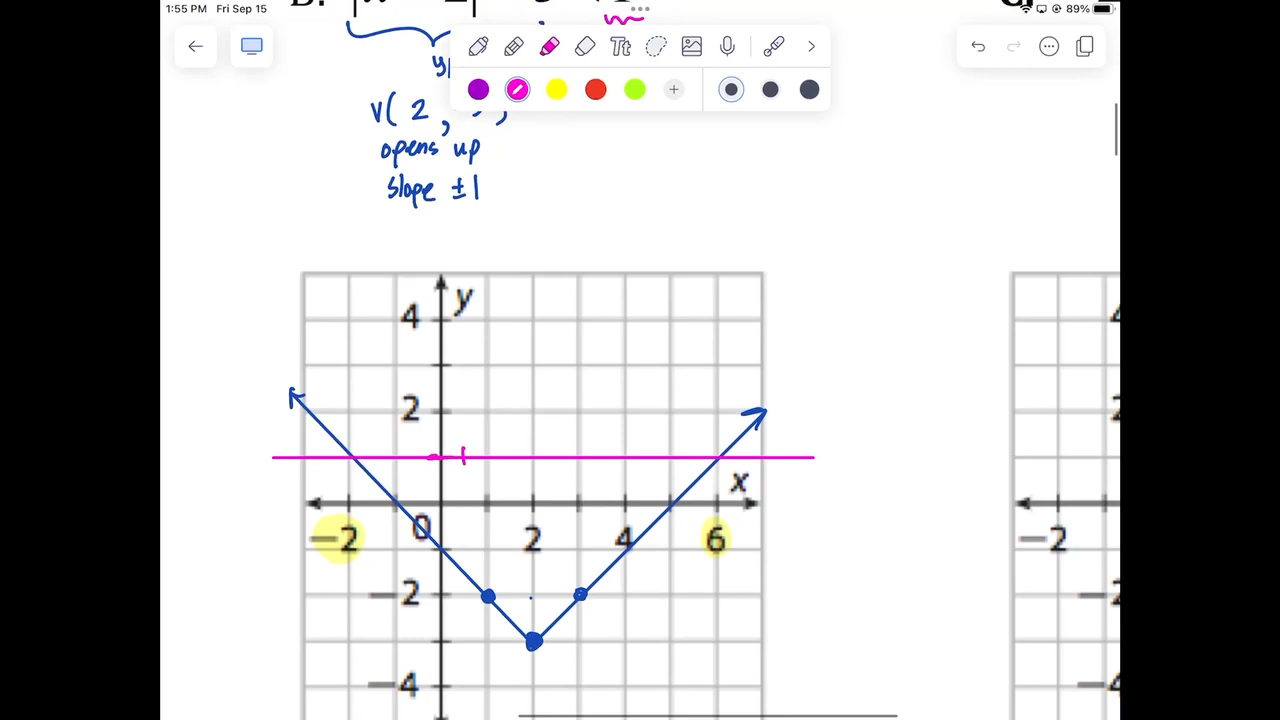 1:55 PM Fri Sep 15
89%
Tt
V( 2 ,
opens up
slope ±1
y
4
2
x
−2 0 2 4 6
−2
−4
4
−2